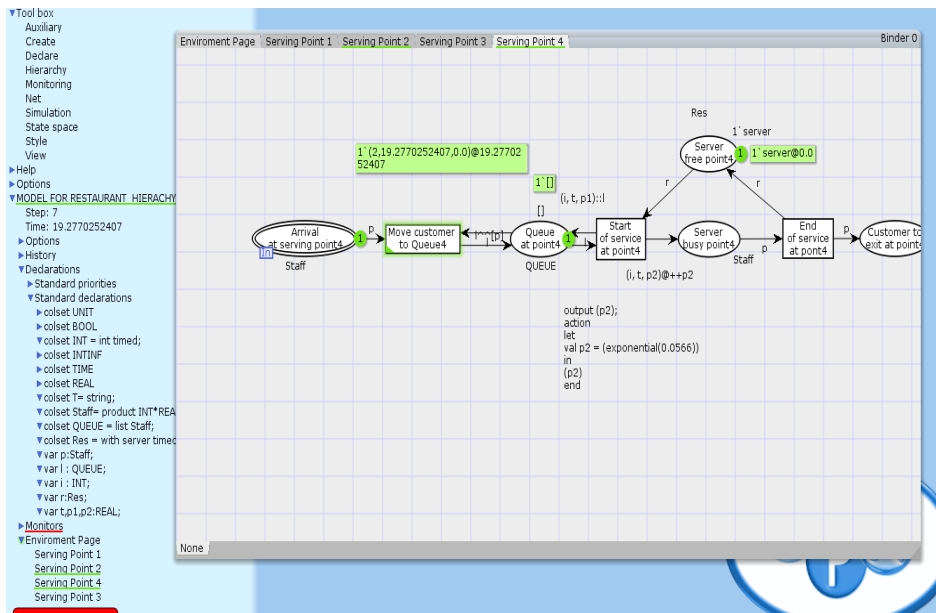 Tool box
Auxiliary
Create
Declare
Hierarchy
Monitoring
Net
Simulation
State space
Style
View
Help
Options
MODEL FOR RESTAURANT HIERACHY
Step: 7
Time: 19.2770252407
Options
History
Declarations
Standard priorities
Standard declarations
colset UNIT
colset BOOL
colset INT = int timed;
colset INTINF
colset TIME
colset REAL
colset T= string;
colset Staff= product INT*REA
colset QUEUE = list Staff;
colset Res = with server timed
var p:Staff;
var l : QUEUE;
var i : INT;
var r:Res;
var t,p1,p2:REAL;
Monitors
Enviroment Page
Serving Point 1
Serving Point 2
Serving Point 4
Serving Point 3
Enviroment Page Serving Point 1 Serving Point 2 Serving Point 3 Serving Point 4
Binder 0
Res
1`server
Server
free point4
1
1`server@0.0
1`(2,19.2770252407,0.0)@19.27702
52407
1`[]
(i, t, p1)::l
[]
r
r
Arrival
at serving point4
1
In
Staff
p
Move customer
to Queue4
l^^[p]
l
Queue
at point4
1
QUEUE
l
Start
of service
at point4
(i, t, p2)@++p2
Server
busy point4
Staff
p
End
of service
at pont4
p
Customer to
exit at point4
output (p2);
action
let
val p2 = (exponential(0.0566))
in
(p2)
end
None